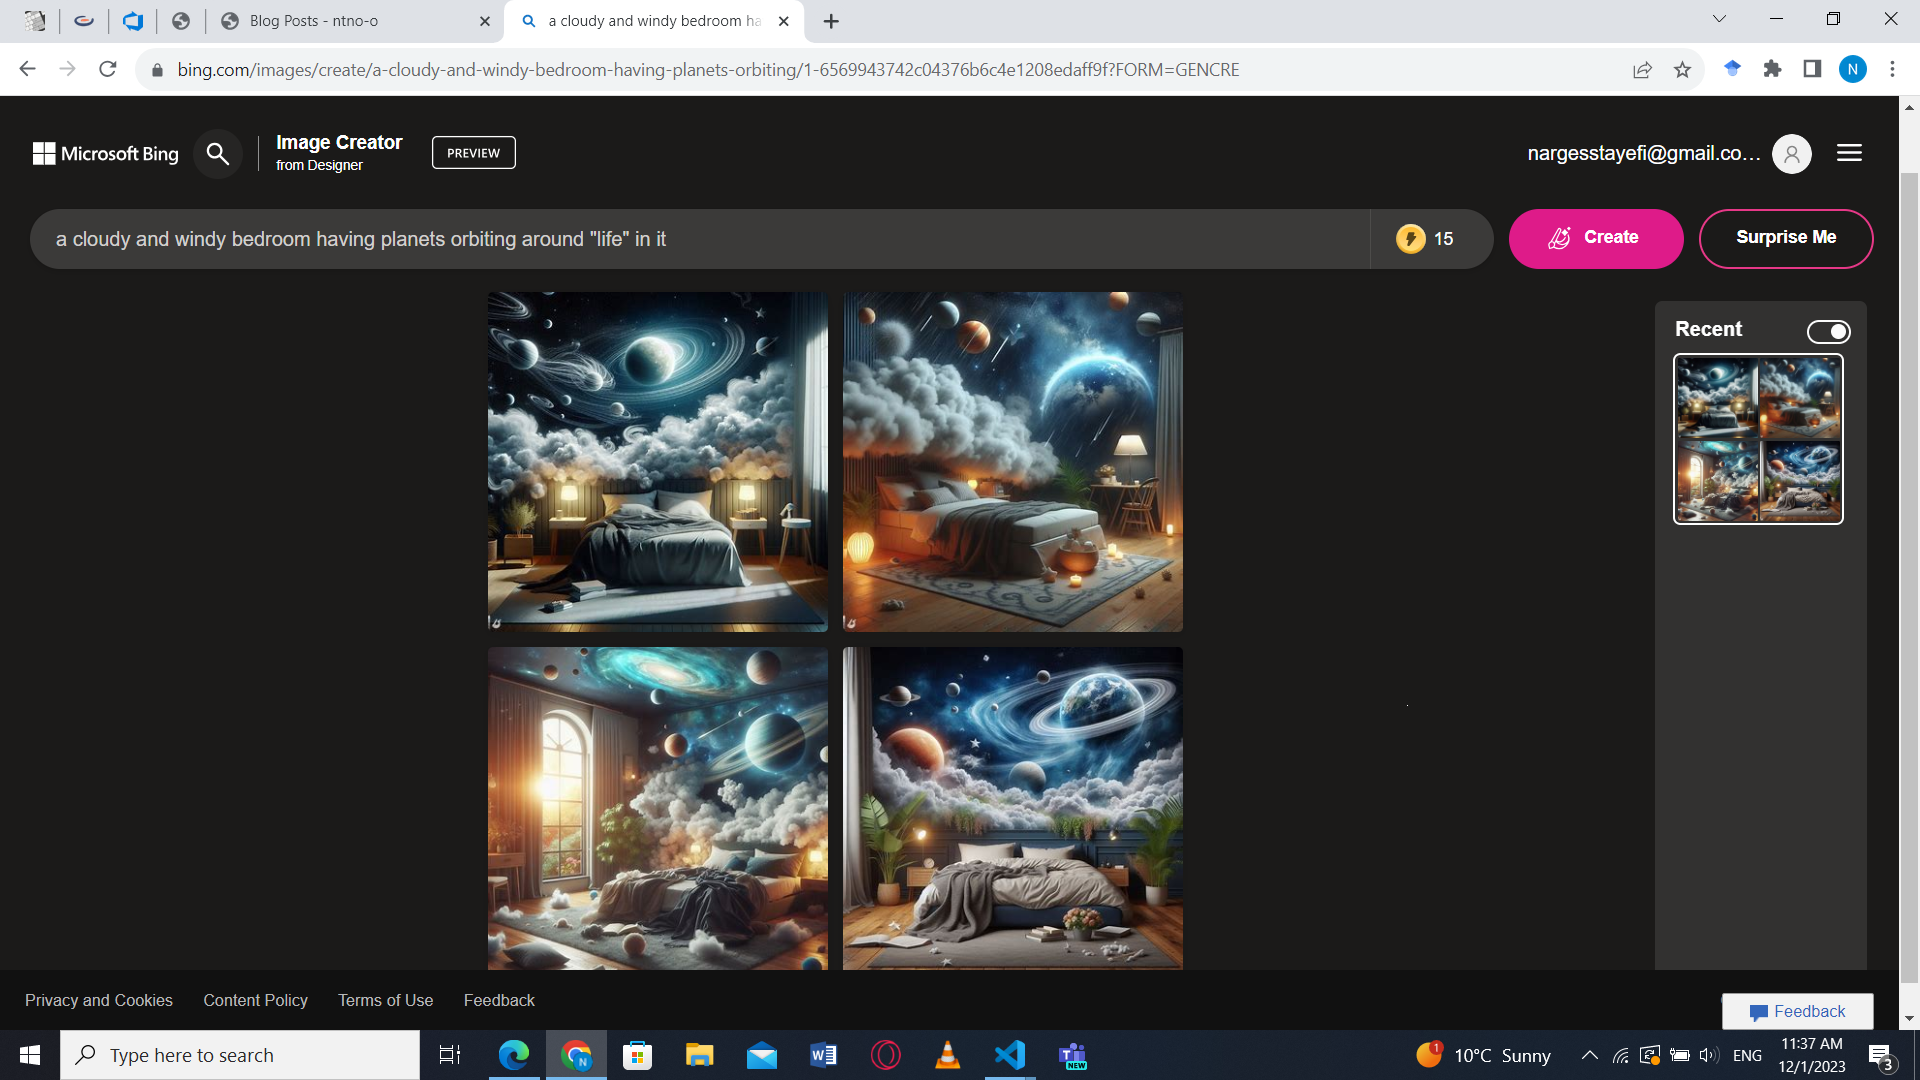 Blog Posts - ntno-o
a cloudy and windy bedroom ha
bing.com/images/create/a-cloudy-and-windy-bedroom-having-planets-orbiting/1-6569943742c04376b6c4e1208edaff9f?FORM=GENCRE
N
Microsoft Bing
Image Creator
from Designer
PREVIEW
nargesstayefi@gmail.co...
a cloudy and windy bedroom having planets orbiting around "life" in it
15
Create
Surprise Me
Recent
Privacy and Cookies
Content Policy
Terms of Use
Feedback
Feedback
Type here to search
N
W
NEW
1
10°C Sunny
ENG
11:37 AM
12/1/2023
3